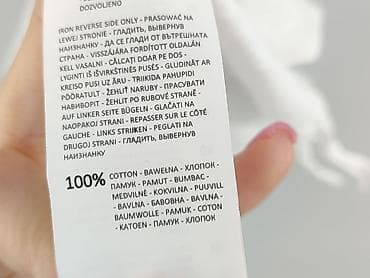 DOZVOLJENO
IRON REVERSE SIDE ONLY - PRASOWAĆ NA
LEWEJ STRONIE - ГЛАДИТЬ, ВЫВЕРНУВ
НАИЗНАНКУ - ДА СЕ ГЛАДИ ОТ ВЪТРЕШНАТА
СТРАНА - VISSZÁJÁRA FORDÍTOTT OLDALÁN
KELL VASALNI - CĂLCAȚI DOAR PE DOS -
LYGINTI IŠ IŠVIRKŠTINĖS PUSĖS - GLUDINĀT AR
KREISO PUSI UZ ĀRU - TRIIKIDA PAHUPIDI
PÖÖRATULT - ŽEHLIT NARUBY - ПРАСУВАТИ
НАВИВОРІТ - ŽEHLIŤ PO RUBOVEJ STRANE -
AUF LINKER SEITE BÜGELN - GLAČATI NA
NAOPAKOJ STRANI - REPASSER SUR LE CÔTÉ
GAUCHE - LINKS STRIJKEN - PEGLATI NA
DRUGOJ STRANI - ГЛАДИТЬ, ВЫВЕРНУВ
НАИЗНАНКУ
100% COTTON - BAWEŁNA - ХЛОПОК -
ПАМУК - PAMUT - BUMBAC -
MEDVILNĖ - KOKVILNA - PUUVILL
- BAVLNA - БАВОВНА - BAVLNA -
BAUMWOLLE - PAMUK - COTON
- KATOEN - ПАМУК - ХЛОПОК